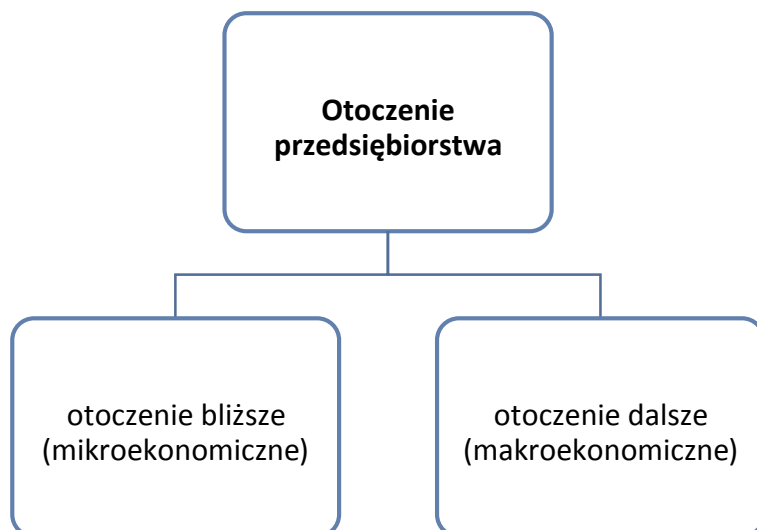 Otoczenie
przedsiębiorstwa
otoczenie bliższe
(mikroekonomiczne)
otoczenie dalsze
(makroekonomiczne)